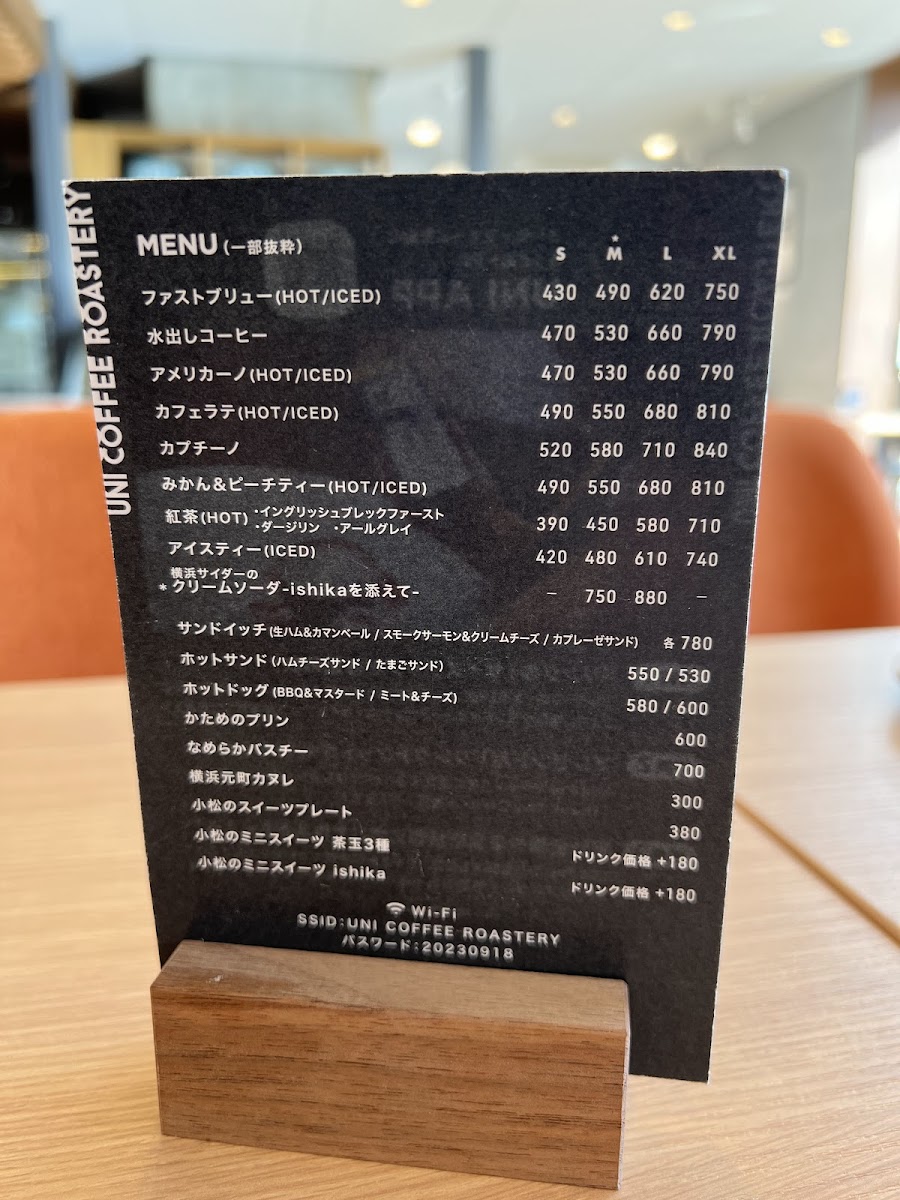 UNI COFFEE ROASTERY
MENU (一部抜粋) S *M L XL
ファストブリュー(HOT/ICED) 430 490 620 750
水出しコーヒー 470 530 660 790
アメリカーノ(HOT/ICED) 470 530 660 790
カフェラテ(HOT/ICED) 490 550 680 810
カプチーノ 520 580 710 840
みかん&ピーチティー(HOT/ICED) 490 550 680 810
紅茶(HOT) ・イングリッシュブレックファースト ・ダージリン ・アールグレイ 390 450 580 710
アイスティー(ICED) 420 480 610 740
横浜サイダーの
*クリームソーダ-ishikaを添えて- − 750 880 −
サンドイッチ(生ハム&カマンベール / スモークサーモン&クリームチーズ / カプレーゼサンド) 各 780
ホットサンド(ハムチーズサンド / たまごサンド) 550 / 530
ホットドッグ(BBQ&マスタード / ミート&チーズ) 580 / 600
かためのプリン 600
なめらかバスチー 700
横浜元町カヌレ 300
小松のスイーツプレート 380
小松のミニスイーツ 茶玉3種 ドリンク価格 +180
小松のミニスイーツ ishika ドリンク価格 +180
Wi-Fi
SSID:UNI COFFEE ROASTERY
パスワード:20230918